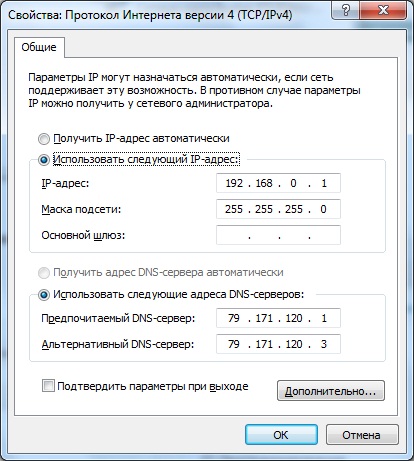 Свойства: Протокол Интернета версии 4 (TCP/IPv4)
Общие
Параметры IP могут назначаться автоматически, если сеть
поддерживает эту возможность. В противном случае параметры
IP можно получить у сетевого администратора.
Получить IP-адрес автоматически
Использовать следующий IP-адрес:
IP-адрес: 192 . 168 . 0 . 1
Маска подсети: 255 . 255 . 255 . 0
Основной шлюз: . . .
Получить адрес DNS-сервера автоматически
Использовать следующие адреса DNS-серверов:
Предпочитаемый DNS-сервер: 79 . 171 . 120 . 1
Альтернативный DNS-сервер: 79 . 171 . 120 . 3
Подтвердить параметры при выходе
Дополнительно...
ОК Отмена